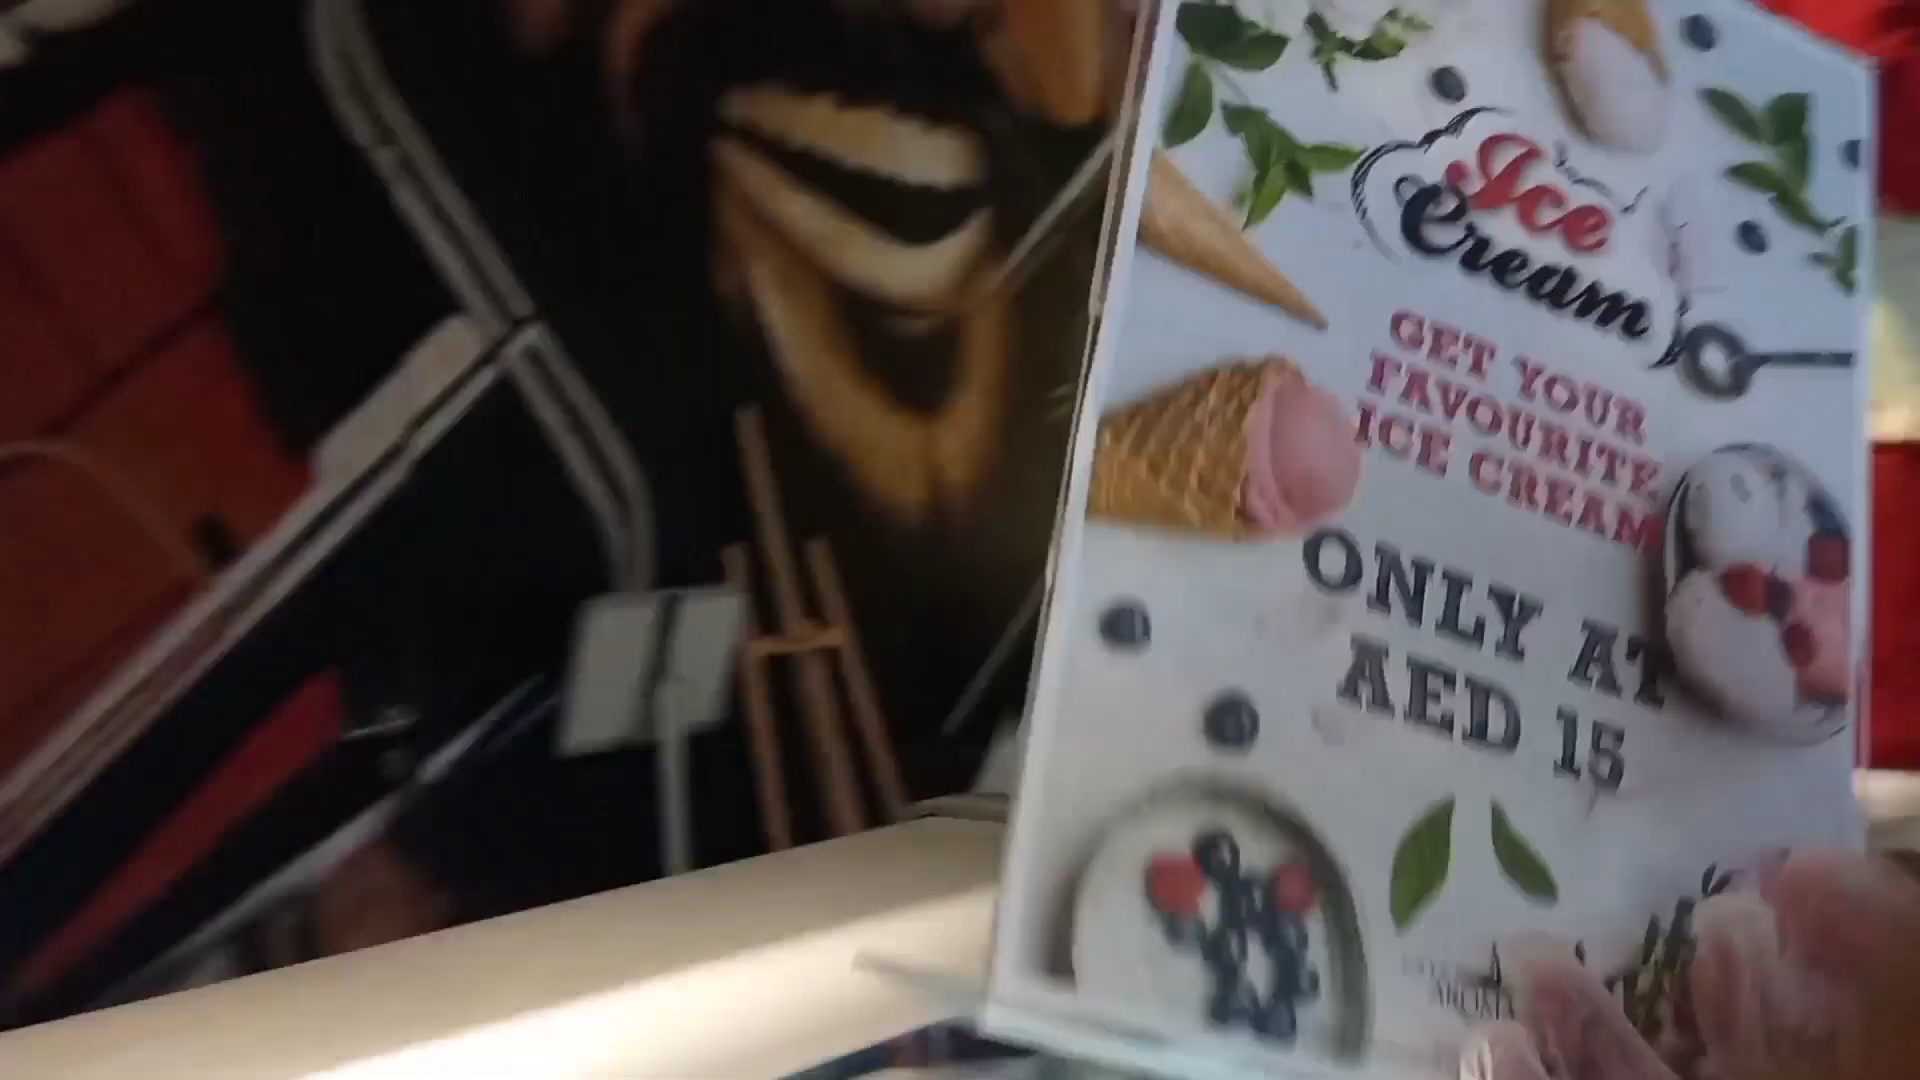 Ice
Cream
GET YOUR
FAVOURITE
ICE CREAM
ONLY AT
AED 15